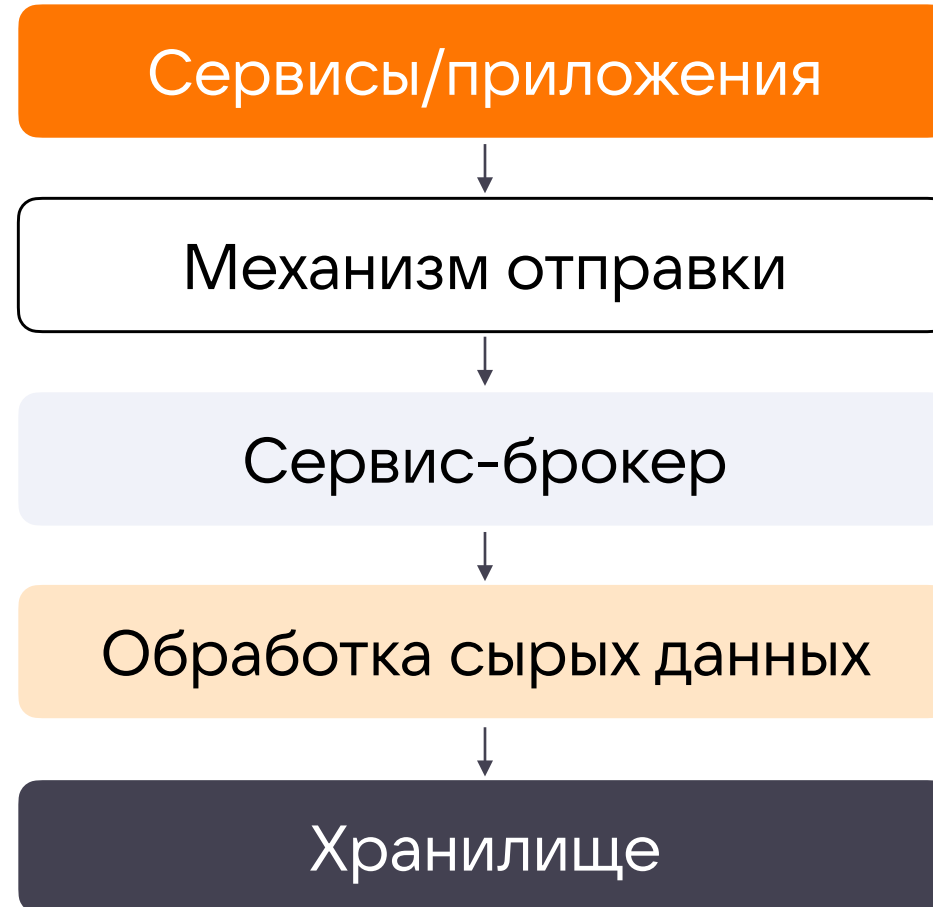 Сервисы/приложения
Механизм отправки
Сервис-брокер
Обработка сырых данных
Хранилище